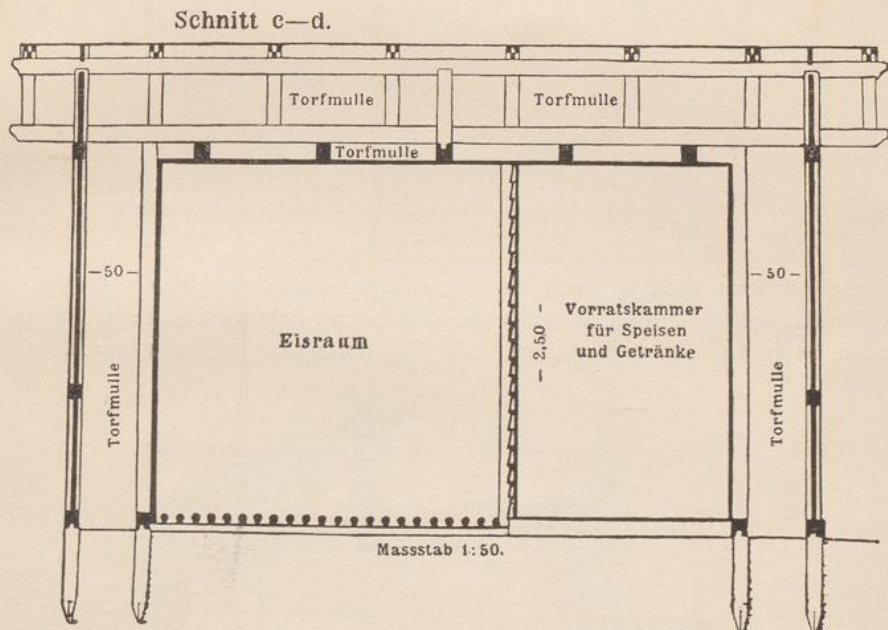 Schnitt c—d.
Torfmulle
Torfmulle
Torfmulle
—50—
—50—
Eisraum
— 2,50 —
Vorratskammer
für Speisen
und Getränke
Torfmulle
Torfmulle
Massstab 1:50.